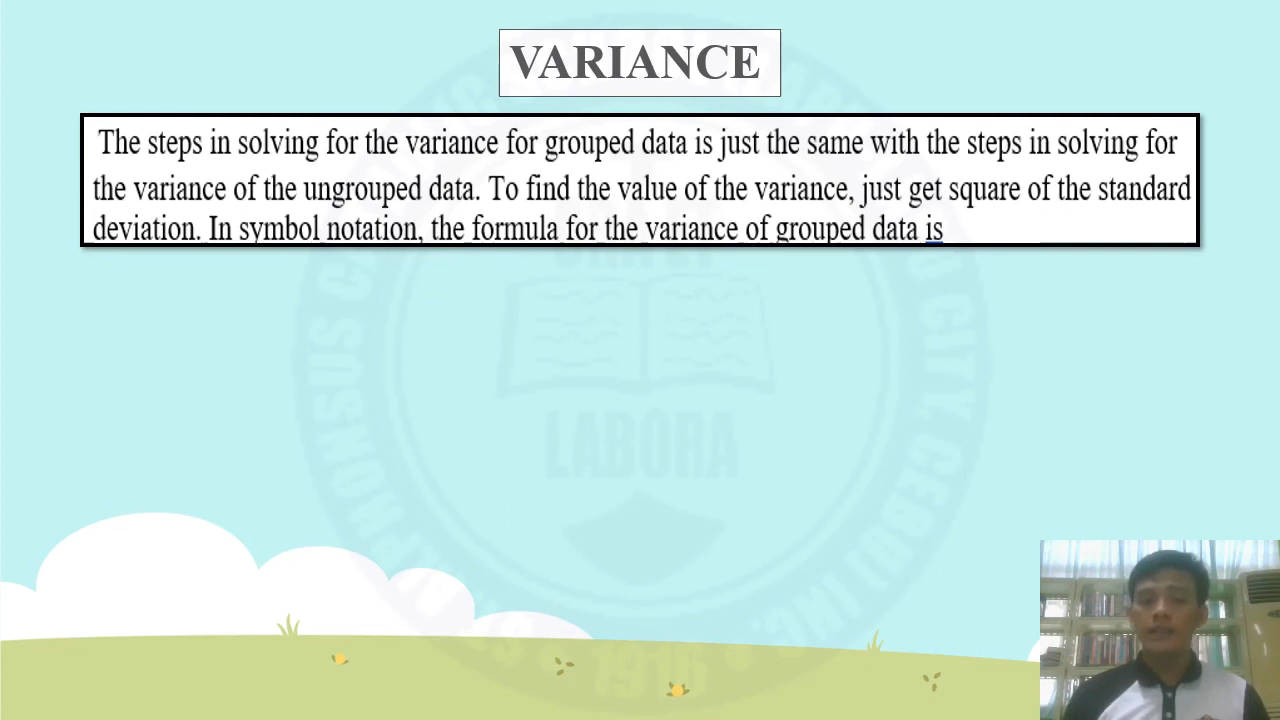 VARIANCE
The steps in solving for the variance for grouped data is just the same with the steps in solving for
the variance of the ungrouped data. To find the value of the variance, just get square of the standard
deviation. In symbol notation, the formula for the variance of grouped data is
LABORA
1916